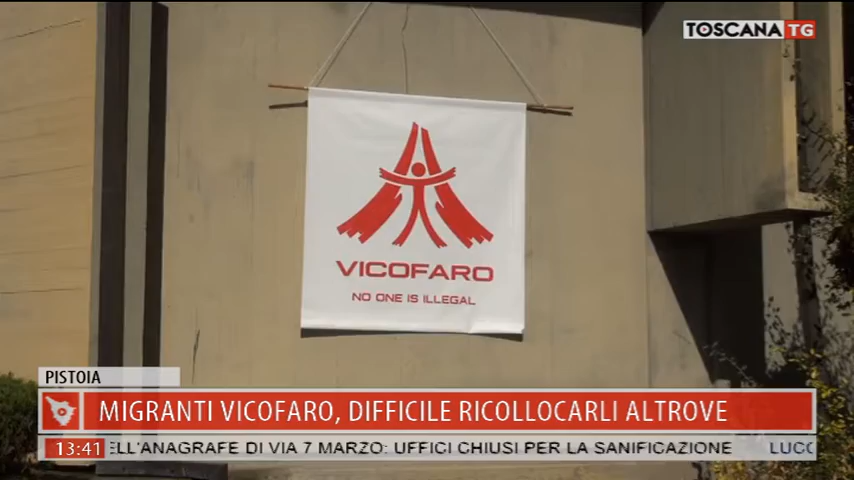 TOSCANA TG
VICOFARO
NO ONE IS ILLEGAL
PISTOIA
MIGRANTI VICOFARO, DIFFICILE RICOLLOCARLI ALTROVE
13:41 ELL'ANAGRAFE DI VIA 7 MARZO: UFFICI CHIUSI PER LA SANIFICAZIONE LUCC